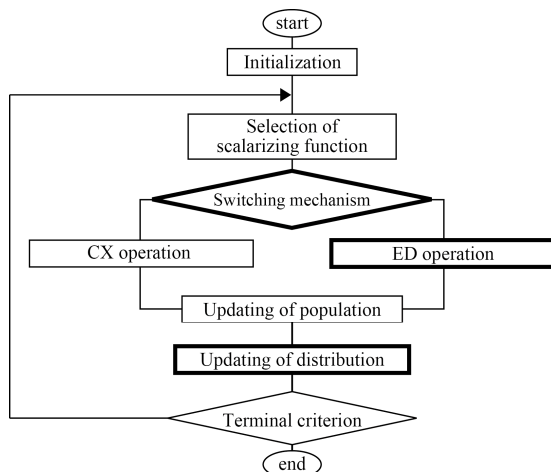 start
Initialization
Selection of
scalarizing function
Switching mechanism
CX operation
ED operation
Updating of population
Updating of distribution
Terminal criterion
end